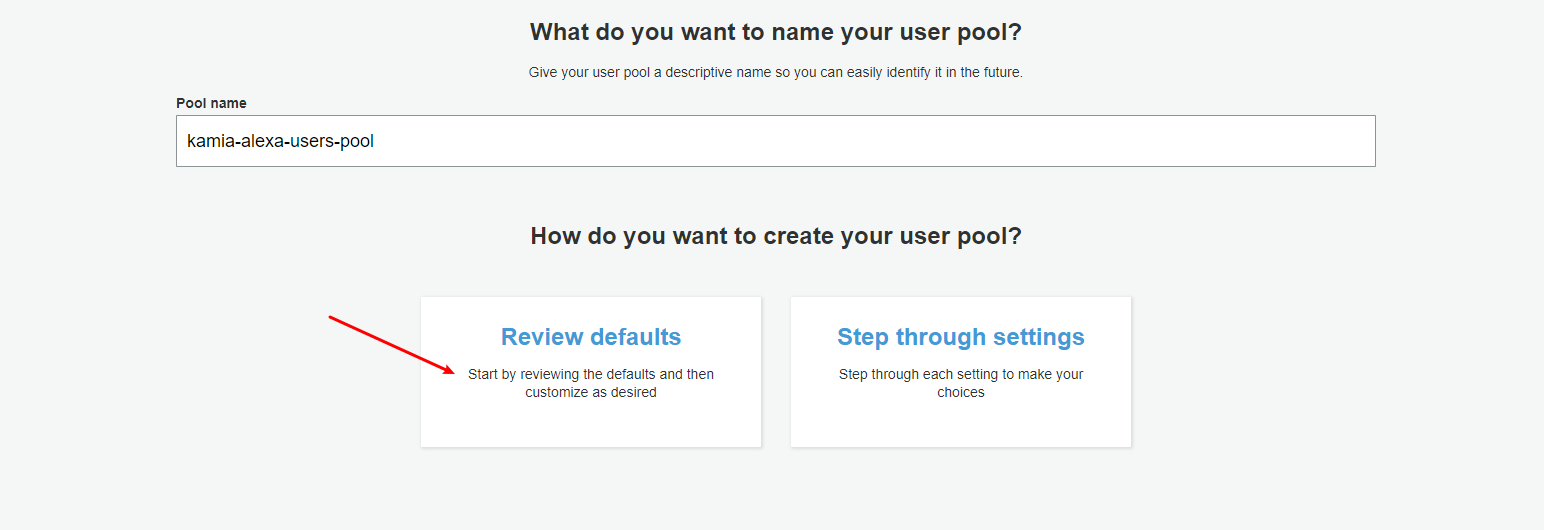 What do you want to name your user pool?
Give your user pool a descriptive name so you can easily identify it in the future.
Pool name
kamia-alexa-users-pool
How do you want to create your user pool?
Review defaults
Start by reviewing the defaults and then
customize as desired
Step through settings
Step through each setting to make your
choices